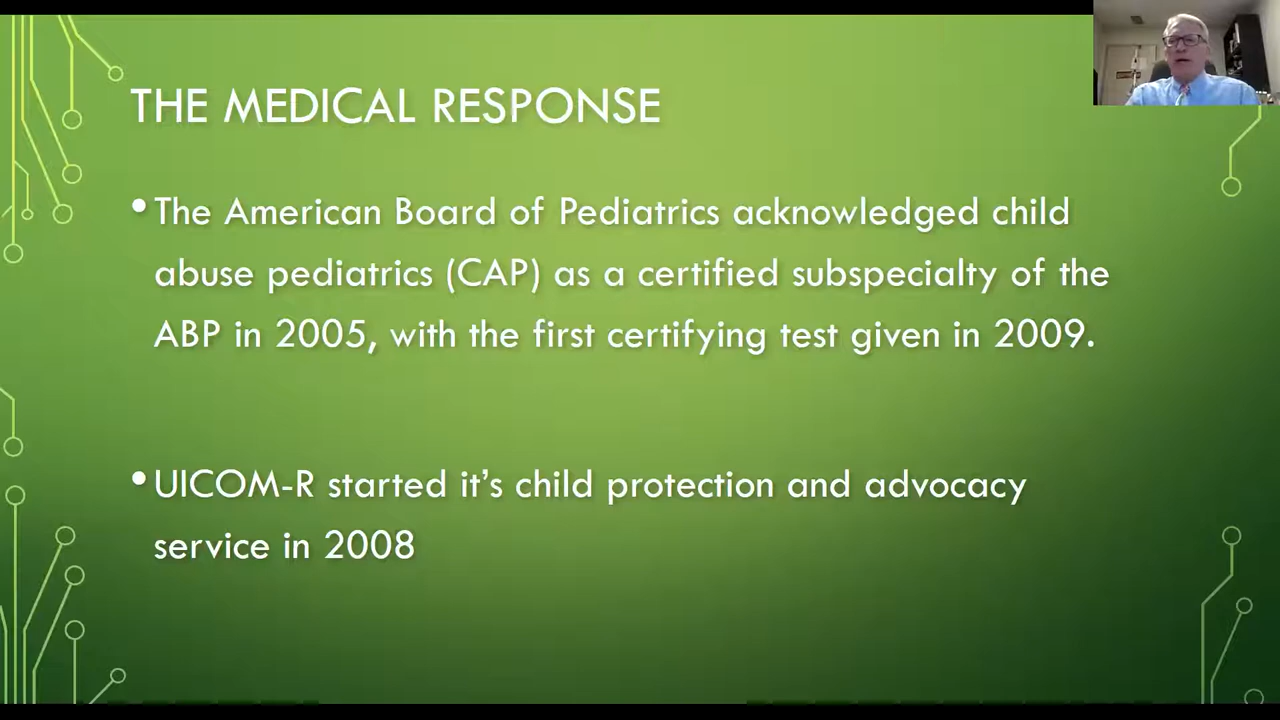 THE MEDICAL RESPONSE
•The American Board of Pediatrics acknowledged child
abuse pediatrics (CAP) as a certified subspecialty of the
ABP in 2005, with the first certifying test given in 2009.
•UICOM-R started it’s child protection and advocacy
service in 2008